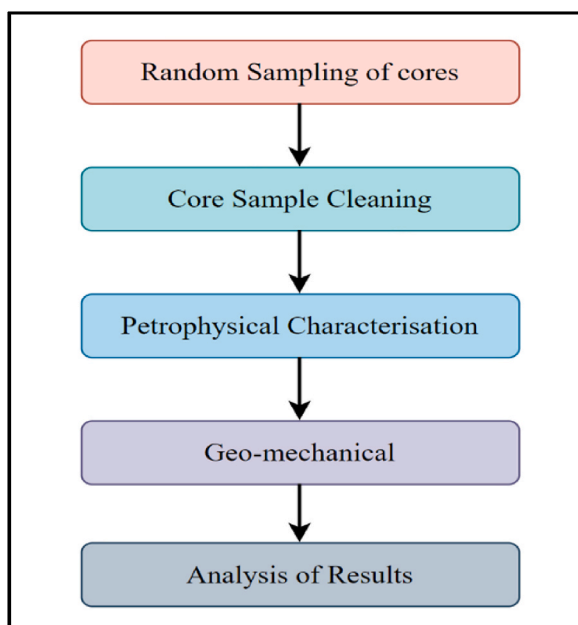 Random Sampling of cores
Core Sample Cleaning
Petrophysical Characterisation
Geo-mechanical
Analysis of Results